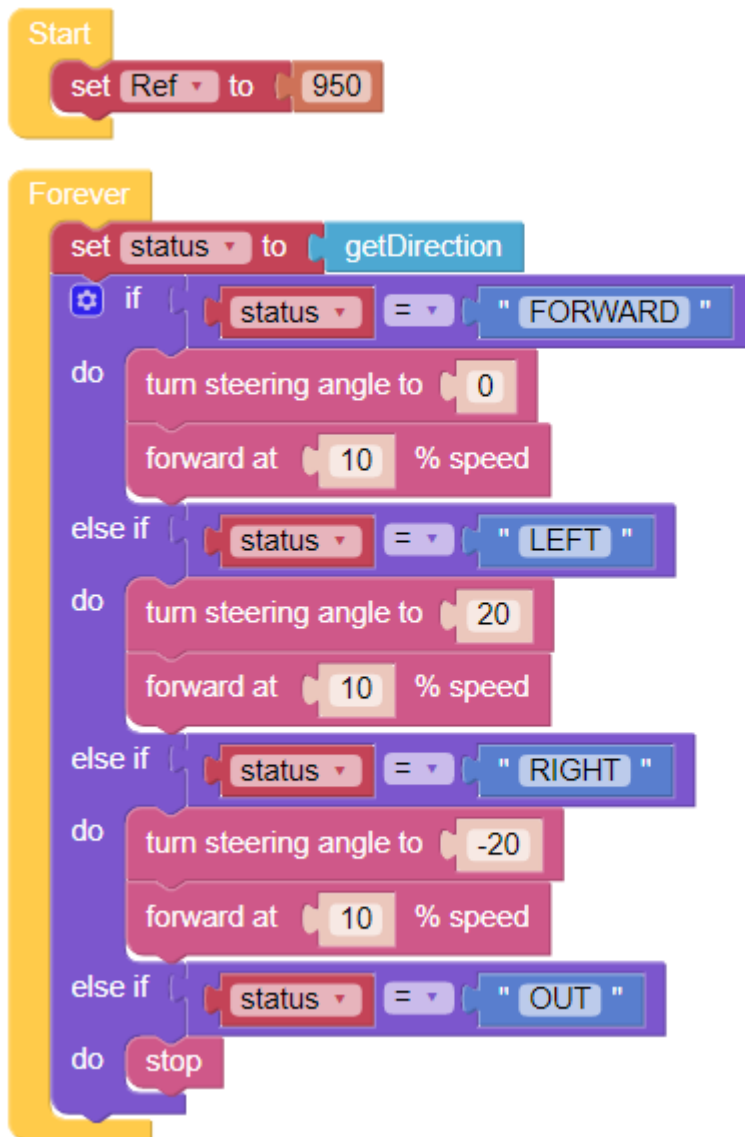 Start
set Ref to 950
Forever
set status to getDirection
if status = " FORWARD "
do turn steering angle to 0
forward at 10 % speed
else if status = " LEFT "
do turn steering angle to 20
forward at 10 % speed
else if status = " RIGHT "
do turn steering angle to -20
forward at 10 % speed
else if status = " OUT "
do stop